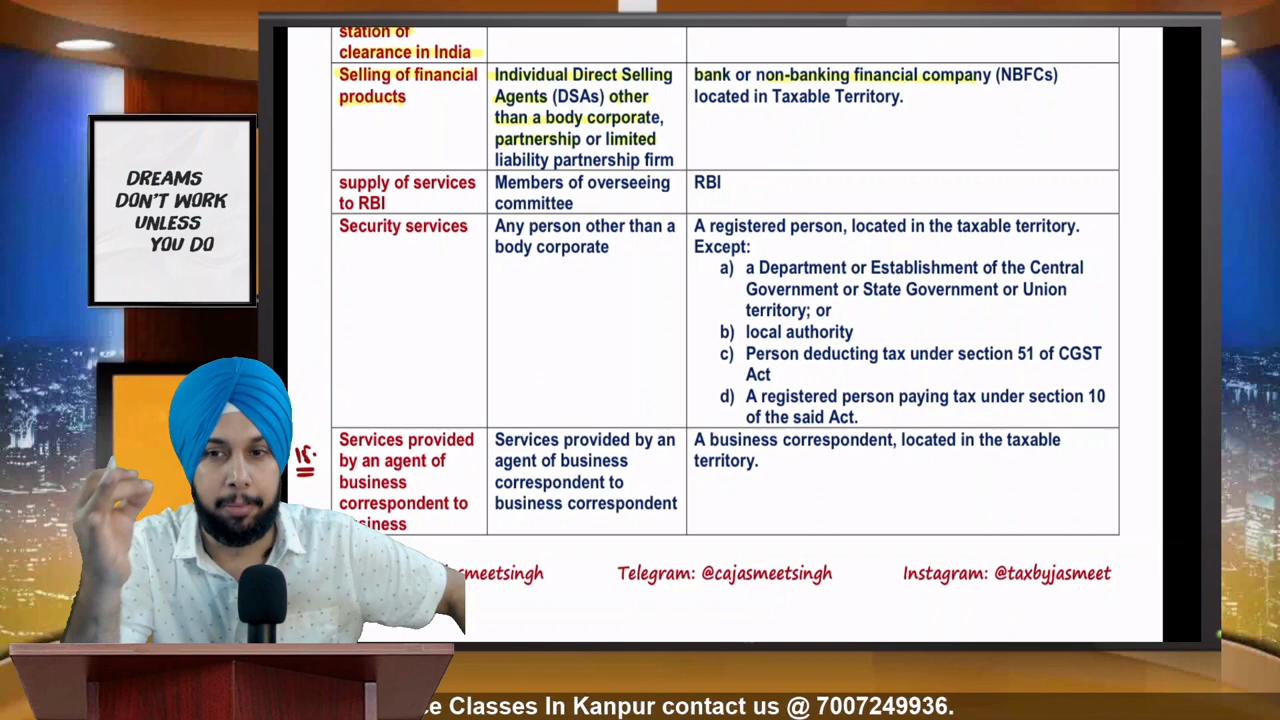 station of
clearance in India
Selling of financial
products
Individual Direct Selling
Agents (DSAs) other
than a body corporate,
partnership or limited
liability partnership firm
bank or non-banking financial company (NBFCs)
located in Taxable Territory.
supply of services
to RBI
Members of overseeing
committee
RBI
Security services
Any person other than a
body corporate
A registered person, located in the taxable territory.
Except:
a) a Department or Establishment of the Central
Government or State Government or Union
territory; or
b) local authority
c) Person deducting tax under section 51 of CGST
Act
d) A registered person paying tax under section 10
of the said Act.
Services provided
by an agent of
business
correspondent to
Services provided by an
agent of business
correspondent to
business correspondent
A business correspondent, located in the taxable
territory.
Telegram: @cajasmeetsingh
Instagram: @taxbyjasmeet
DREAMS
DON'T WORK
UNLESS
YOU DO
Classes In Kanpur contact us @ 7007249936.